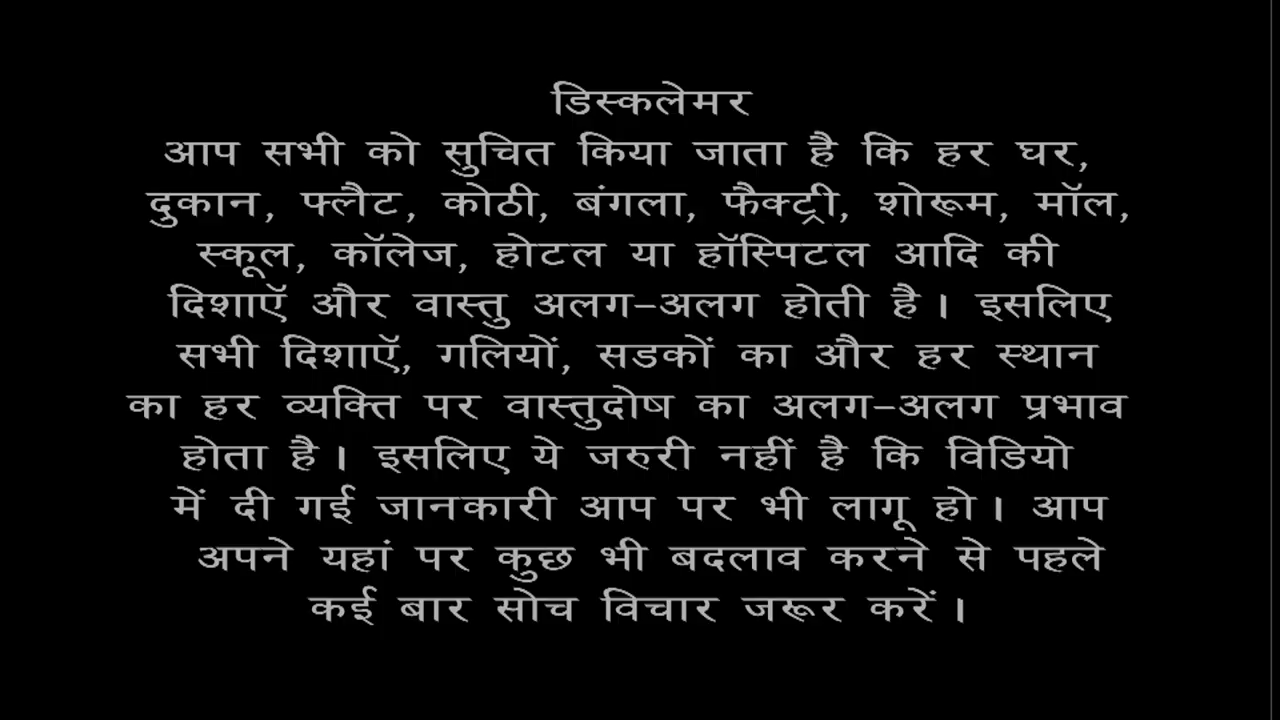 डिस्कलेमर
आप सभी को सुचित किया जाता है कि हर घर,
दुकान, फ्लैट, कोठी, बंगला, फैक्ट्री, शोरूम, मॉल,
स्कूल, कॉलेज, होटल या हॉस्पिटल आदि की
दिशाऍ और वास्तु अलग-अलग होती है। इसलिए
सभी दिशाऍ, गलियों, सडकों का और हर स्थान
का हर व्यक्ति पर वास्तुदोष का अलग-अलग प्रभाव
होता है। इसलिए ये जरुरी नहीं है कि विडियो
में दी गई जानकारी आप पर भी लागू हो। आप
अपने यहां पर कुछ भी बदलाव करने से पहले
कई बार सोच विचार जरूर करें।